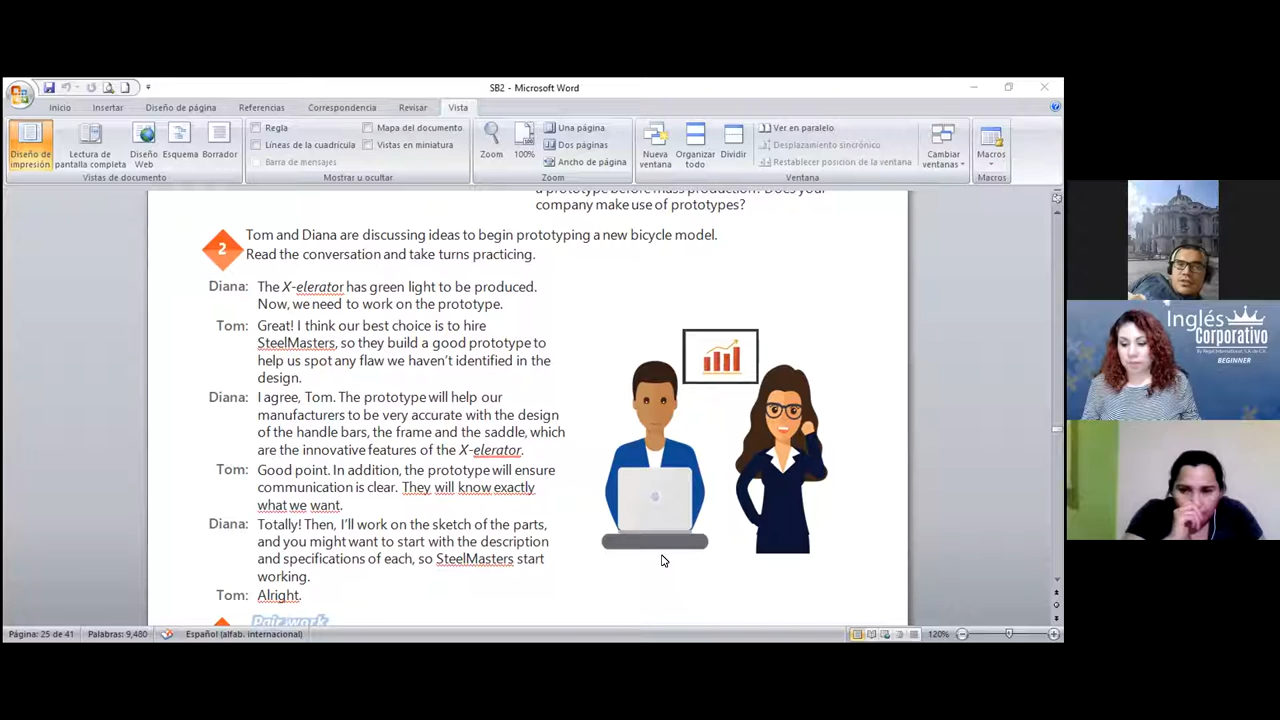 SB2 - Microsoft Word
Inicio Insertar Diseño de página Referencias Correspondencia Revisar Vista
Diseño de impresión
Lectura de pantalla completa
Diseño Web
Esquema
Borrador
Vistas de documento
Regla
Líneas de la cuadrícula
Barra de mensajes
Mapa del documento
Vistas en miniatura
Mostrar u ocultar
Zoom
100%
Una página
Dos páginas
Ancho de página
Zoom
Nueva ventana
Organizar todo
Dividir
Ver en paralelo
Desplazamiento sincrónico
Restablecer posición de la ventana
Cambiar ventanas
Ventana
Macros
Macros
a prototype before mass production? Does your
company make use of prototypes?
2
Tom and Diana are discussing ideas to begin prototyping a new bicycle model.
Read the conversation and take turns practicing.
Diana: The X-elerator has green light to be produced.
Now, we need to work on the prototype.
Tom: Great! I think our best choice is to hire
SteelMasters, so they build a good prototype to
help us spot any flaw we haven't identified in the
design.
Diana: I agree, Tom. The prototype will help our
manufacturers to be very accurate with the design
of the handle bars, the frame and the saddle, which
are the innovative features of the X-elerator.
Tom: Good point. In addition, the prototype will ensure
communication is clear. They will know exactly
what we want.
Diana: Totally! Then, I'll work on the sketch of the parts,
and you might want to start with the description
and specifications of each, so SteelMasters start
working.
Tom: Alright.
Pair work
Página: 25 de 41 Palabras: 9,480 Español (alfab. internacional) 120%
Inglés
Corporativo
BEGINNER